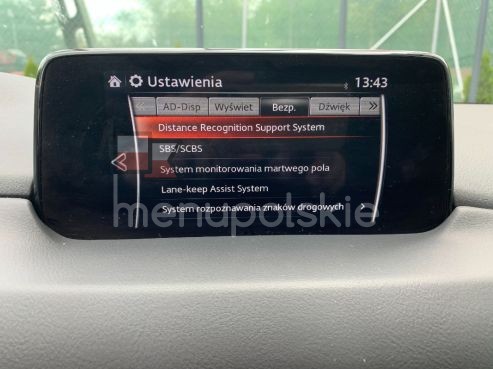 Ustawienia 13:43
AD-Disp Wyświet Bezp. Dźwięk
Distance Recognition Support System
SBS/SCBS
System monitorowania martwego pola
Lane-keep Assist System
System rozpoznawania znaków drogowych
menupolskie